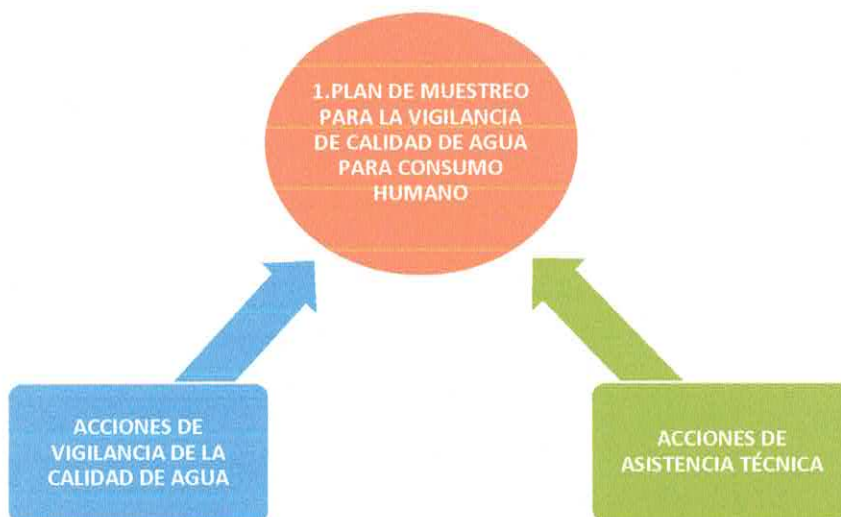 1.PLAN DE MUESTREO
PARA LA VIGILANCIA
DE CALIDAD DE AGUA
PARA CONSUMO
HUMANO
ACCIONES DE
VIGILANCIA DE LA
CALIDAD DE AGUA
ACCIONES DE
ASISTENCIA TÉCNICA